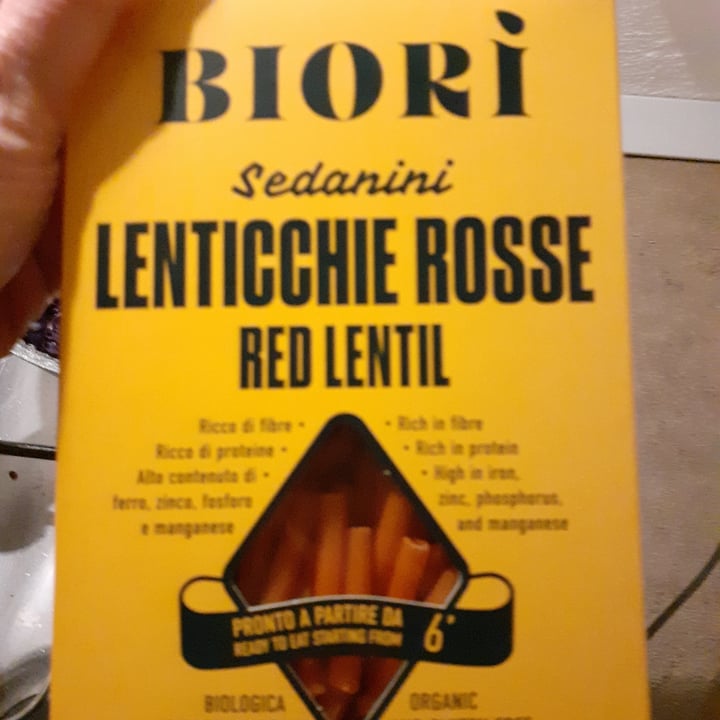 BIORÌ
Sedanini
LENTICCHIE ROSSE
RED LENTIL
Ricco di fibre •
Ricco di proteine •
Alto contenuto di •
ferro, zinco, fosforo
e manganese
• Rich in fibre
• Rich in protein
• High in iron,
zinc, phosphorus,
and manganese
PRONTO A PARTIRE DA
READY TO EAT STARTING FROM
6'
BIOLOGICA
ORGANIC